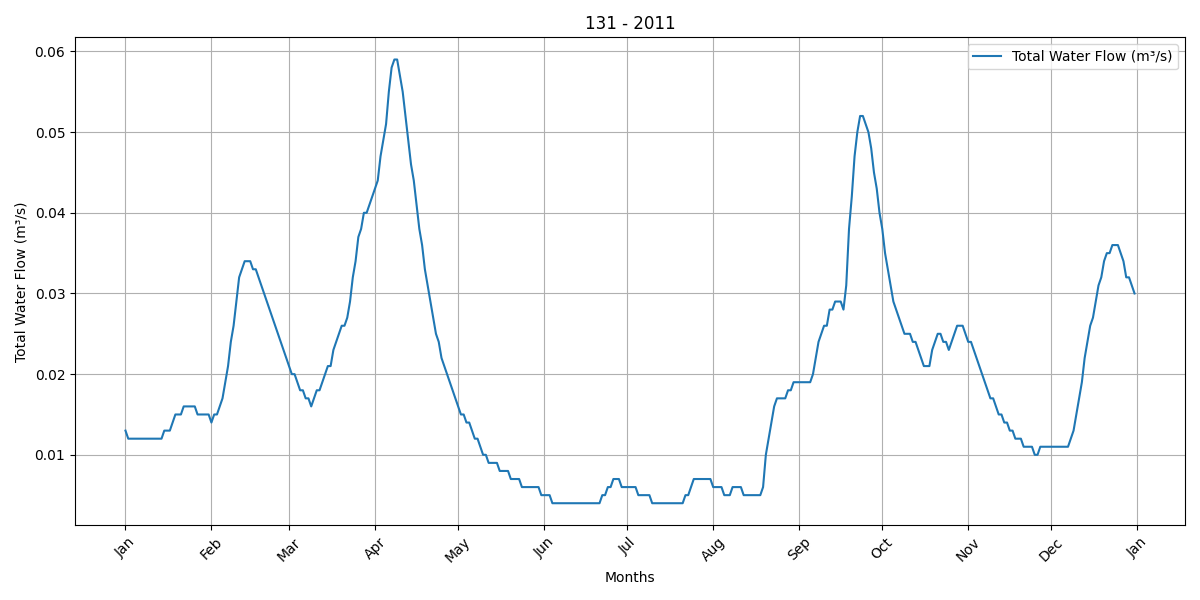 131 - 2011
Total Water Flow (m³/s)
Total Water Flow (m³/s)
0.06
0.05
0.04
0.03
0.02
0.01
Jan
Feb
Mar
Apr
May
Jun
Jul
Aug
Sep
Oct
Nov
Dec
Jan
Months